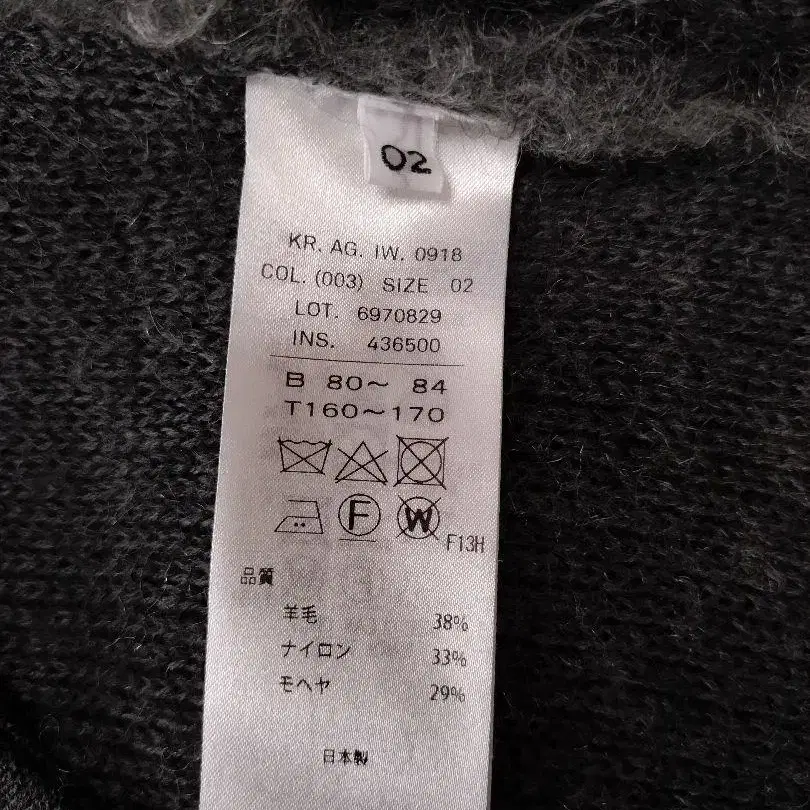 02
KR. AG. IW. 0918
COL. (003) SIZE 02
LOT. 6970829
INS. 436500
B 80～ 84
T160～170
F W F13H
品質
羊毛 38%
ナイロン 33%
モヘヤ 29%
日本製